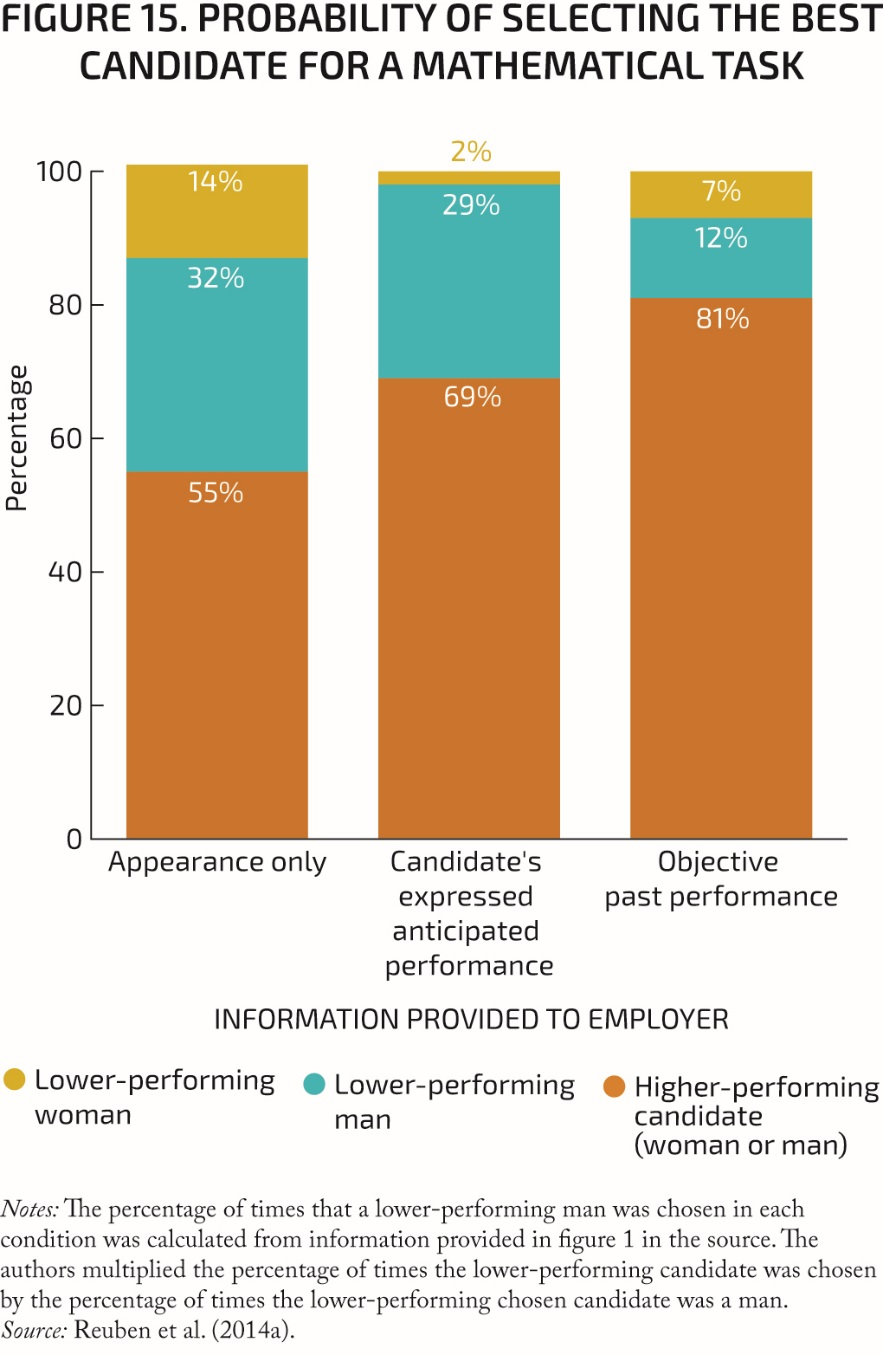 FIGURE 15. PROBABILITY OF SELECTING THE BEST
CANDIDATE FOR A MATHEMATICAL TASK
Percentage
100
80
60
40
20
0
14%
32%
55%
2%
29%
69%
7%
12%
81%
Appearance only
Candidate's
expressed
anticipated
performance
Objective
past performance
INFORMATION PROVIDED TO EMPLOYER
Lower-performing
woman
Lower-performing
man
Higher-performing
candidate
(woman or man)
Notes: The percentage of times that a lower-performing man was chosen in each
condition was calculated from information provided in figure 1 in the source. The
authors multiplied the percentage of times the lower-performing candidate was chosen
by the percentage of times the lower-performing chosen candidate was a man.
Source: Reuben et al. (2014a).